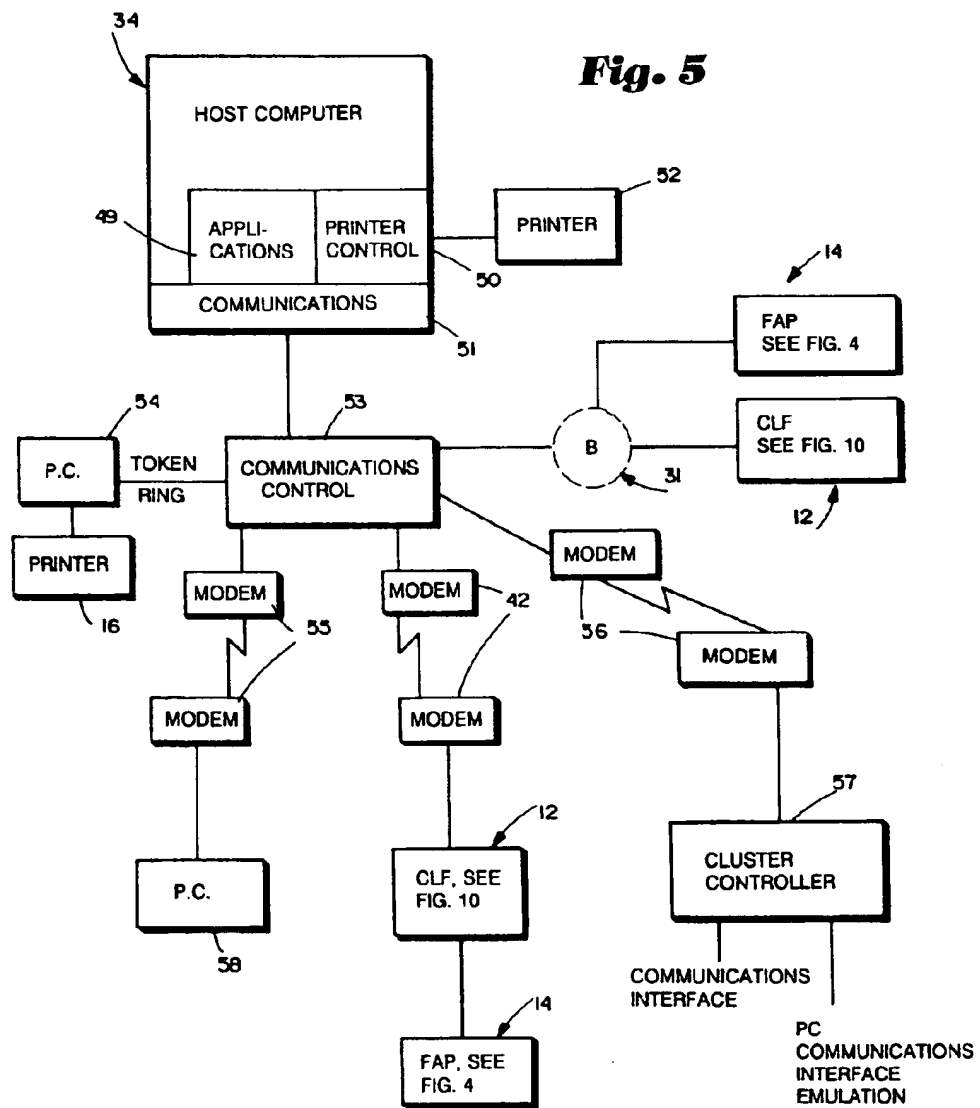 Fig. 5
34
HOST COMPUTER
49
APPLI-
CATIONS
PRINTER
CONTROL
50
COMMUNICATIONS
51
52
PRINTER
14
FAP
SEE FIG. 4
CLF
SEE FIG. 10
12
B
31
53
COMMUNICATIONS
CONTROL
54
P.C.
TOKEN
RING
PRINTER
16
MODEM
55
MODEM
P.C.
58
MODEM
42
MODEM
12
CLF, SEE
FIG. 10
14
FAP, SEE
FIG. 4
MODEM
56
MODEM
57
CLUSTER
CONTROLLER
COMMUNICATIONS
INTERFACE
PC
COMMUNICATIONS
INTERFACE
EMULATION